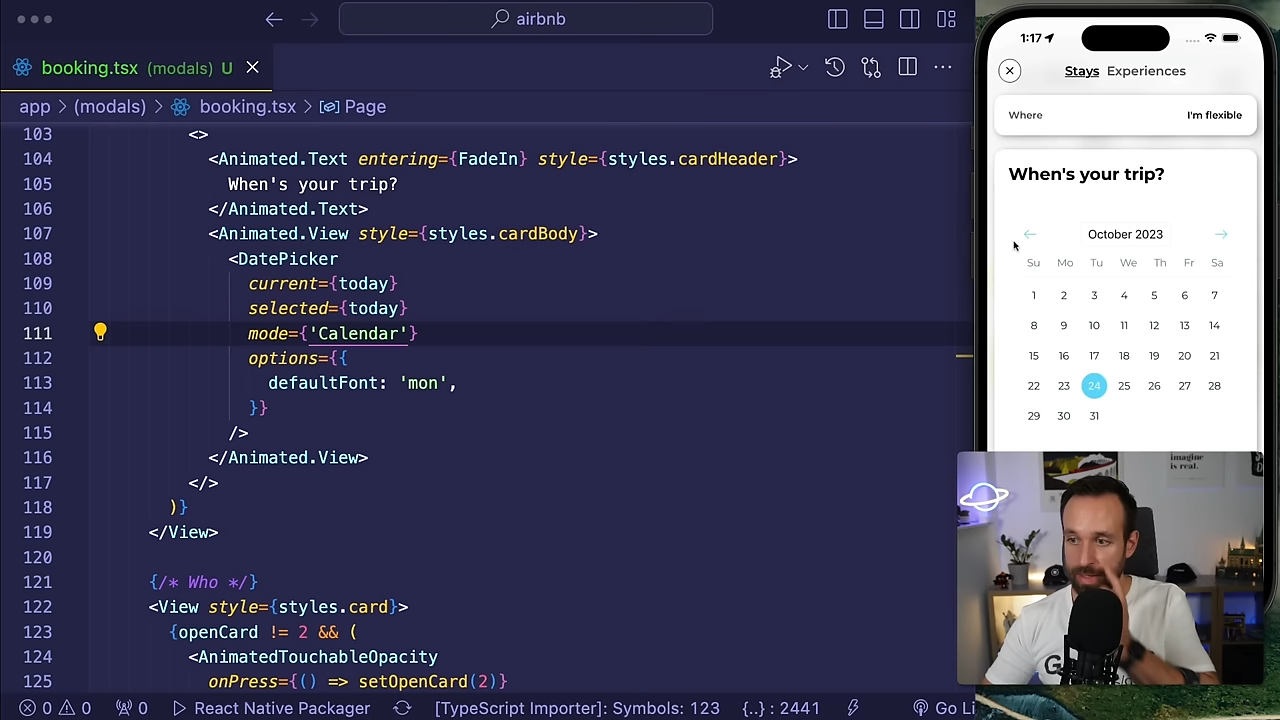 airbnb
booking.tsx (modals) U
app > (modals) > booking.tsx > Page
103 <>
104 <Animated.Text entering={FadeIn} style={styles.cardHeader}>
105 When's your trip?
106 </Animated.Text>
107 <Animated.View style={styles.cardBody}>
108 <DatePicker
109 current={today}
110 selected={today}
111 mode={'Calendar'}
112 options={{
113 defaultFont: 'mon',
114 }}
115 />
116 </Animated.View>
117 </>
118 )}
119 </View>
120
121 {/* Who */}
122 <View style={styles.card}>
123 {openCard != 2 && (
124 <AnimatedTouchableOpacity
125 onPress={() => setOpenCard(2)}
0 0 0 React Native Packager [TypeScript Importer]: Symbols: 123 {..} : 2441 Go Li
1:17
Stays Experiences
Where I'm flexible
When's your trip?
October 2023
Su Mo Tu We Th Fr Sa
1 2 3 4 5 6 7
8 9 10 11 12 13 14
15 16 17 18 19 20 21
22 23 24 25 26 27 28
29 30 31
imagine
is real.